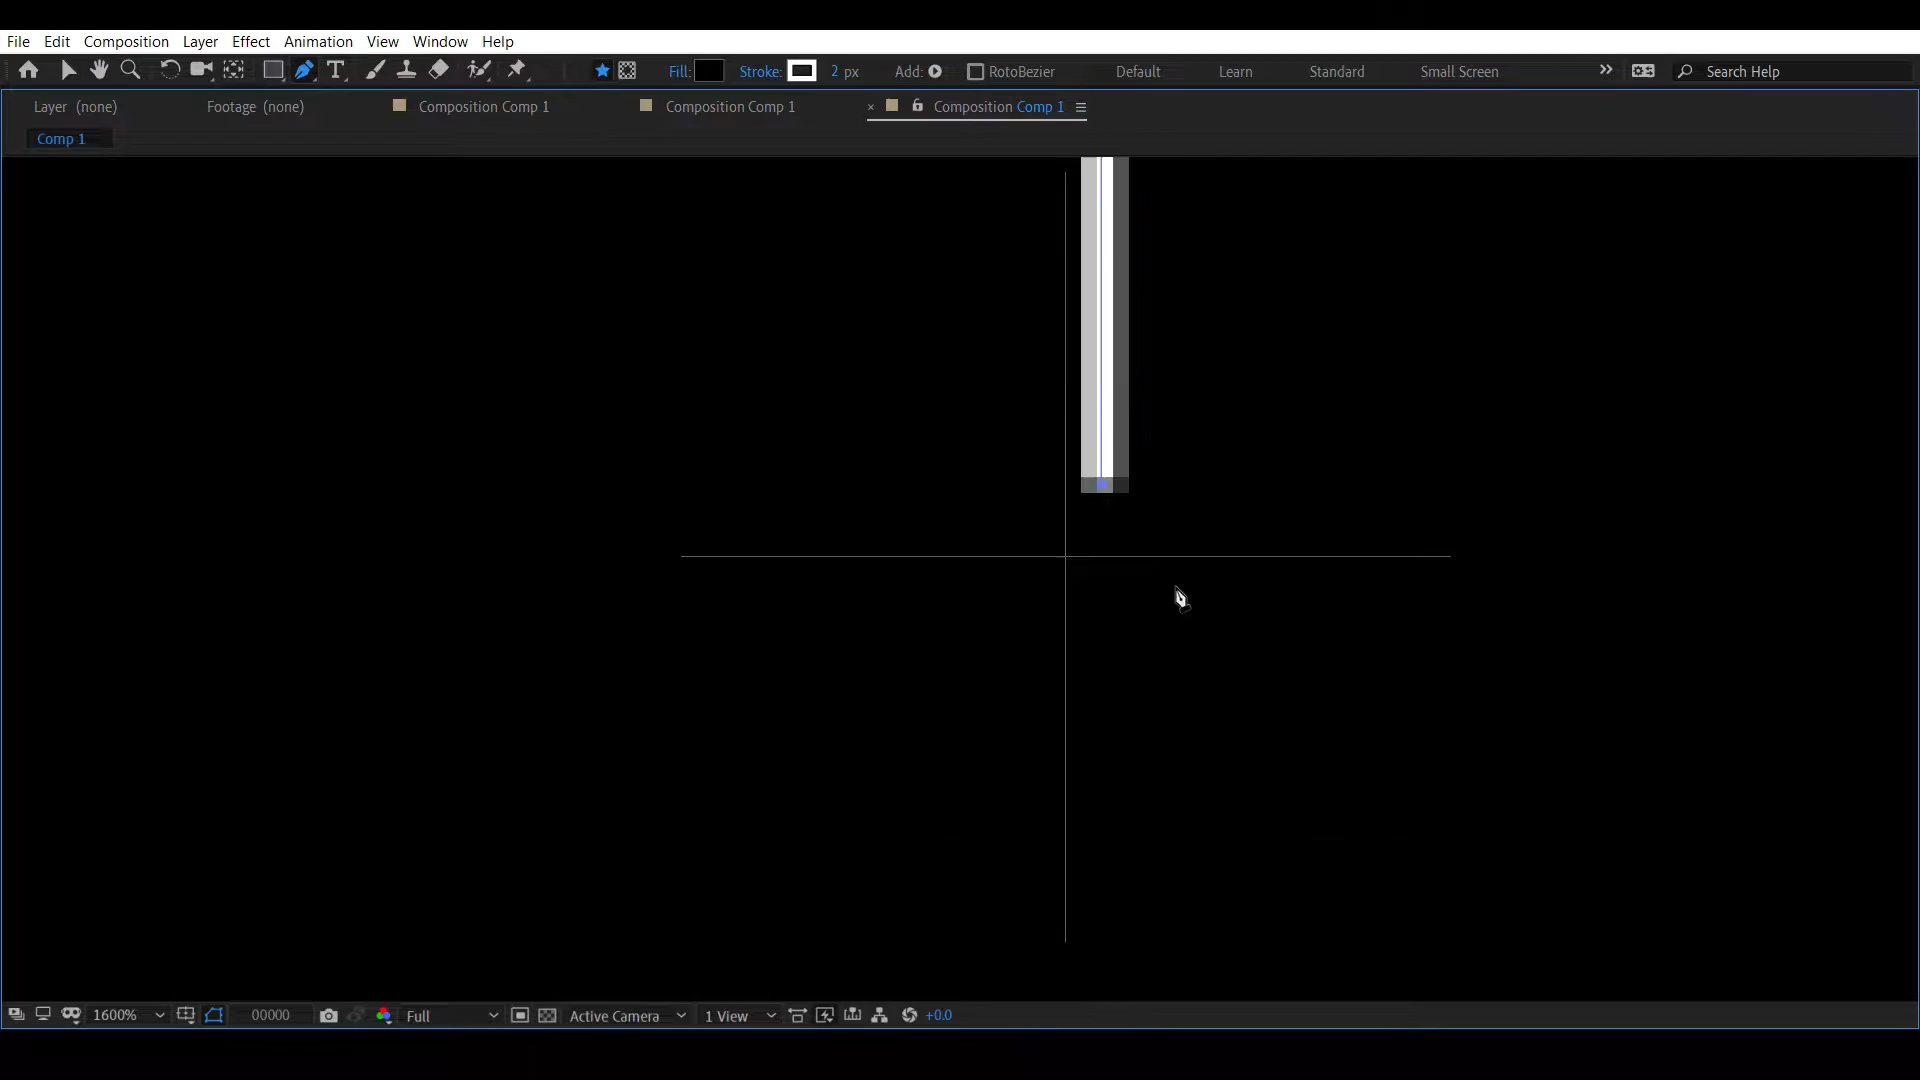 File Edit Composition Layer Effect Animation View Window Help
Fill: Stroke: 2 px Add: RotoBezier Default Learn Standard Small Screen Search Help
Layer (none) Footage (none) Composition Comp 1 Composition Comp 1 × Composition Comp 1
Comp 1
1600% 00000 Full Active Camera 1 View +0.0